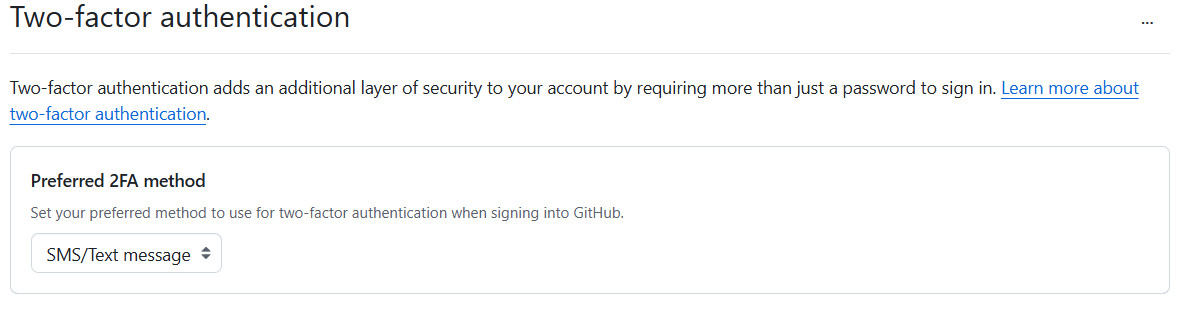 Two-factor authentication
...
Two-factor authentication adds an additional layer of security to your account by requiring more than just a password to sign in. Learn more about
two-factor authentication.
Preferred 2FA method
Set your preferred method to use for two-factor authentication when signing into GitHub.
SMS/Text message